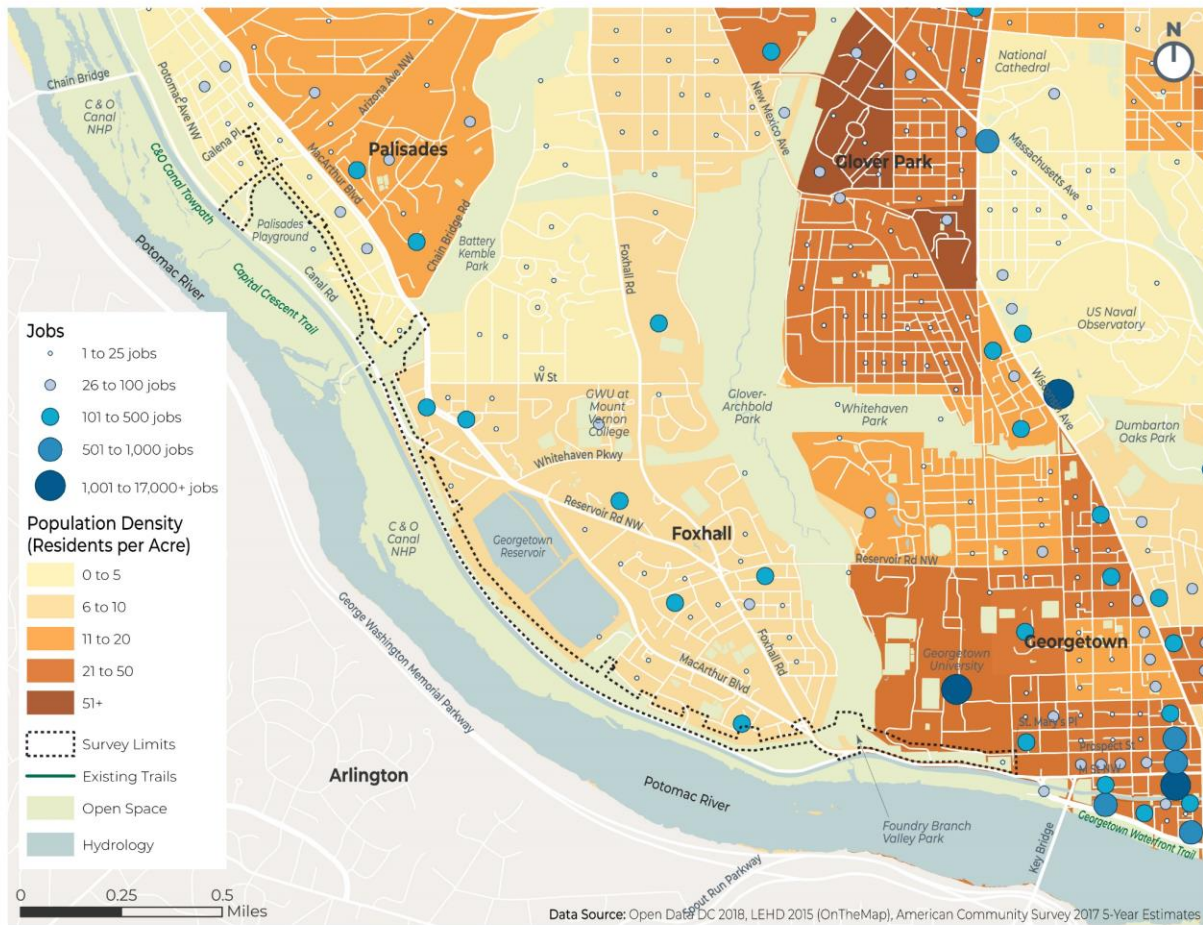 Chain Bridge
C & O
Canal
NHP
Potomac Ave NW
Galena Pl
Arizona Ave NW
MacArthur Blvd
Palisades
C&O Canal Towpath
Palisades
Playground
Chain Bridge Rd
Battery
Kemble
Park
Potomac River
Canal Rd
Capital Crescent Trail
New Mexico
Ave
Glover Park
National
Cathedral
Massachusetts Ave
N
Foxhall
Rd
US Naval
Observatory
Wisconsin Ave
W St
GWU at
Mount
Vernon
College
Glover-
Archbold
Park
Whitehaven
Park
Dumbarton
Oaks Park
Whitehaven Pkwy
Reservoir Rd NW
Foxhall
C & O
Canal
NHP
Georgetown
Reservoir
Reservoir Rd NW
George Washington Memorial Parkway
MacArthur Blvd
Foxhall Rd
Georgetown
Georgetown
University
St. Mary's Pl
Prospect St
M St NW
Arlington
Potomac River
Foundry Branch
Valley Park
Key Bridge
Georgetown Waterfront Trail
Spout Run Parkway
Jobs
1 to 25 jobs
26 to 100 jobs
101 to 500 jobs
501 to 1,000 jobs
1,001 to 17,000+ jobs
Population Density
(Residents per Acre)
0 to 5
6 to 10
11 to 20
21 to 50
51+
Survey Limits
Existing Trails
Open Space
Hydrology
0 0.25 0.5
Miles
Data Source: Open Data DC 2018, LEHD 2015 (OnTheMap), American Community Survey 2017 5-Year Estimates